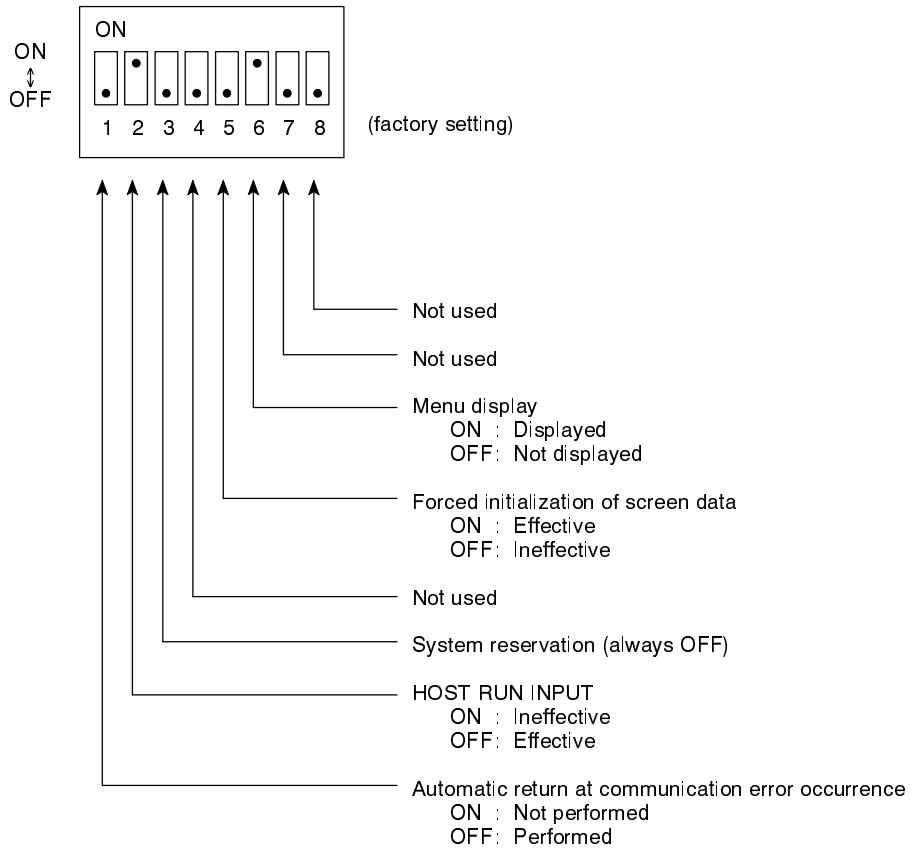 ON
ON
OFF
1 2 3 4 5 6 7 8
(factory setting)
Not used
Not used
Menu display
ON : Displayed
OFF: Not displayed
Forced initialization of screen data
ON : Effective
OFF: Ineffective
Not used
System reservation (always OFF)
HOST RUN INPUT
ON : Ineffective
OFF: Effective
Automatic return at communication error occurrence
ON : Not performed
OFF: Performed